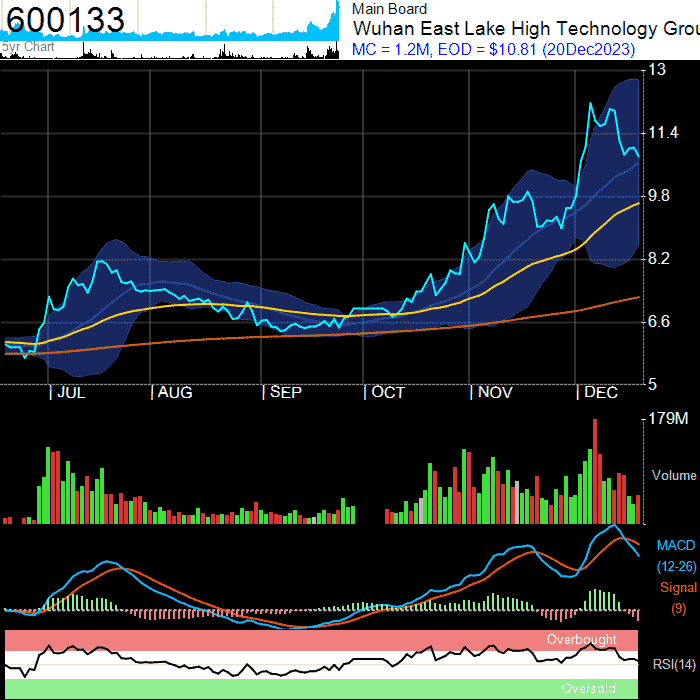 600133
5yr Chart
Main Board
Wuhan East Lake High Technology Grou
MC = 1.2M, EOD = $10.81 (20Dec2023)
13
11.4
9.8
8.2
6.6
5
| JUL | AUG | SEP | OCT | NOV | DEC
179M
Volume
MACD
(12-26)
Signal
(9)
Overbought
RSI(14)
Oversold